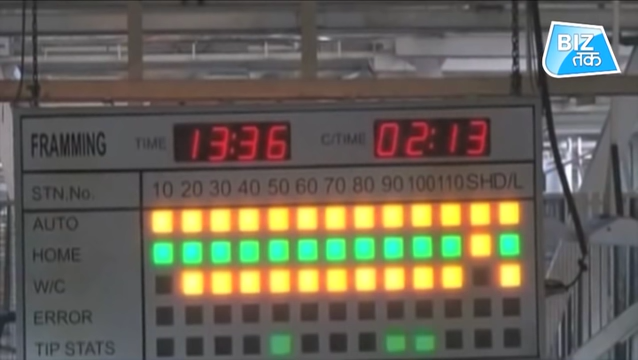 BIZ
तक
FRAMMING TIME 13:36 C/TIME 02:13
STN,No. 10 20 30 40 50 60 70 80 90 100 110 SHD/L
AUTO
HOME
W/C
ERROR
TIP STATS